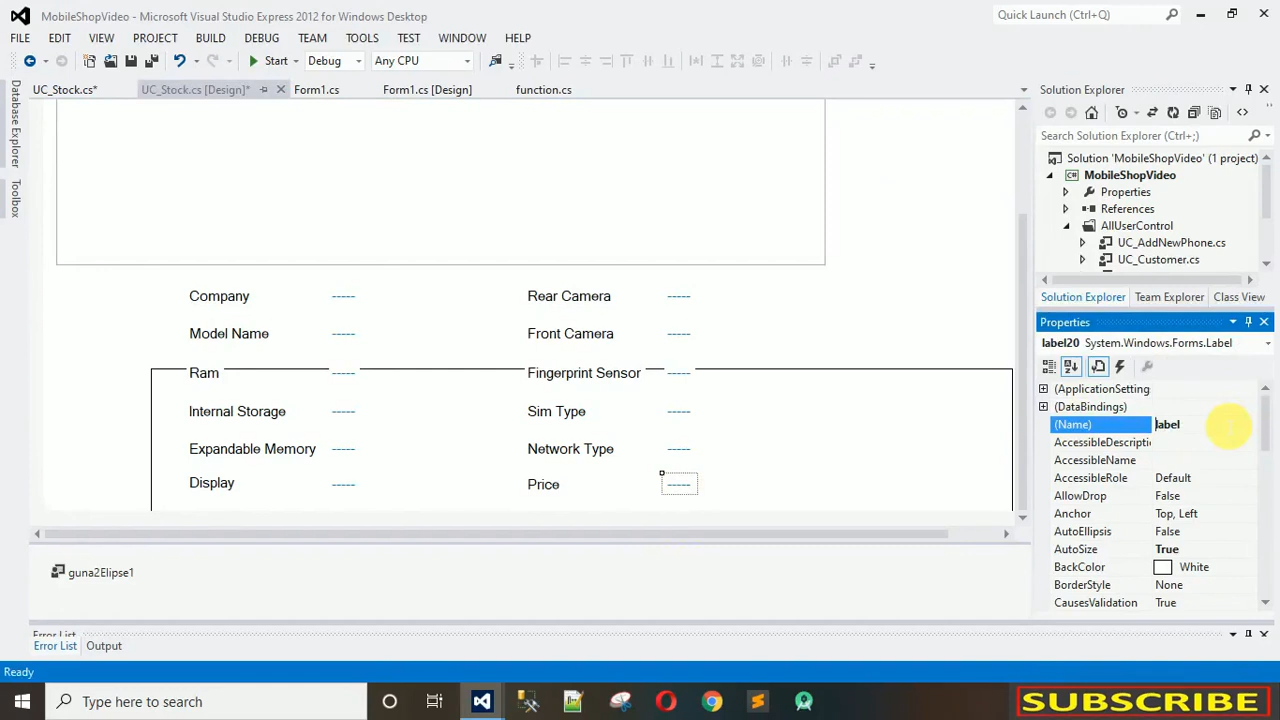 MobileShopVideo - Microsoft Visual Studio Express 2012 for Windows Desktop
Quick Launch (Ctrl+Q)
FILE EDIT VIEW PROJECT BUILD DEBUG TEAM TOOLS TEST WINDOW HELP
Start Debug Any CPU
UC_Stock.cs* UC_Stock.cs [Design]* Form1.cs Form1.cs [Design] function.cs
Database Explorer
Toolbox
Company ----- Rear Camera -----
Model Name ----- Front Camera -----
Ram ----- Fingerprint Sensor -----
Internal Storage ----- Sim Type -----
Expandable Memory ----- Network Type -----
Display ----- Price -----
guna2Elipse1
Solution Explorer
Search Solution Explorer (Ctrl+;)
Solution 'MobileShopVideo' (1 project)
C# MobileShopVideo
Properties
References
AllUserControl
UC_AddNewPhone.cs
UC_Customer.cs
Solution Explorer Team Explorer Class View
Properties
label20 System.Windows.Forms.Label
(ApplicationSetting
(DataBindings)
(Name) label
AccessibleDescripti
AccessibleName
AccessibleRole Default
AllowDrop False
Anchor Top, Left
AutoEllipsis False
AutoSize True
BackColor White
BorderStyle None
CausesValidation True
Error List
Error List Output
Ready
Type here to search
SUBSCRIBE